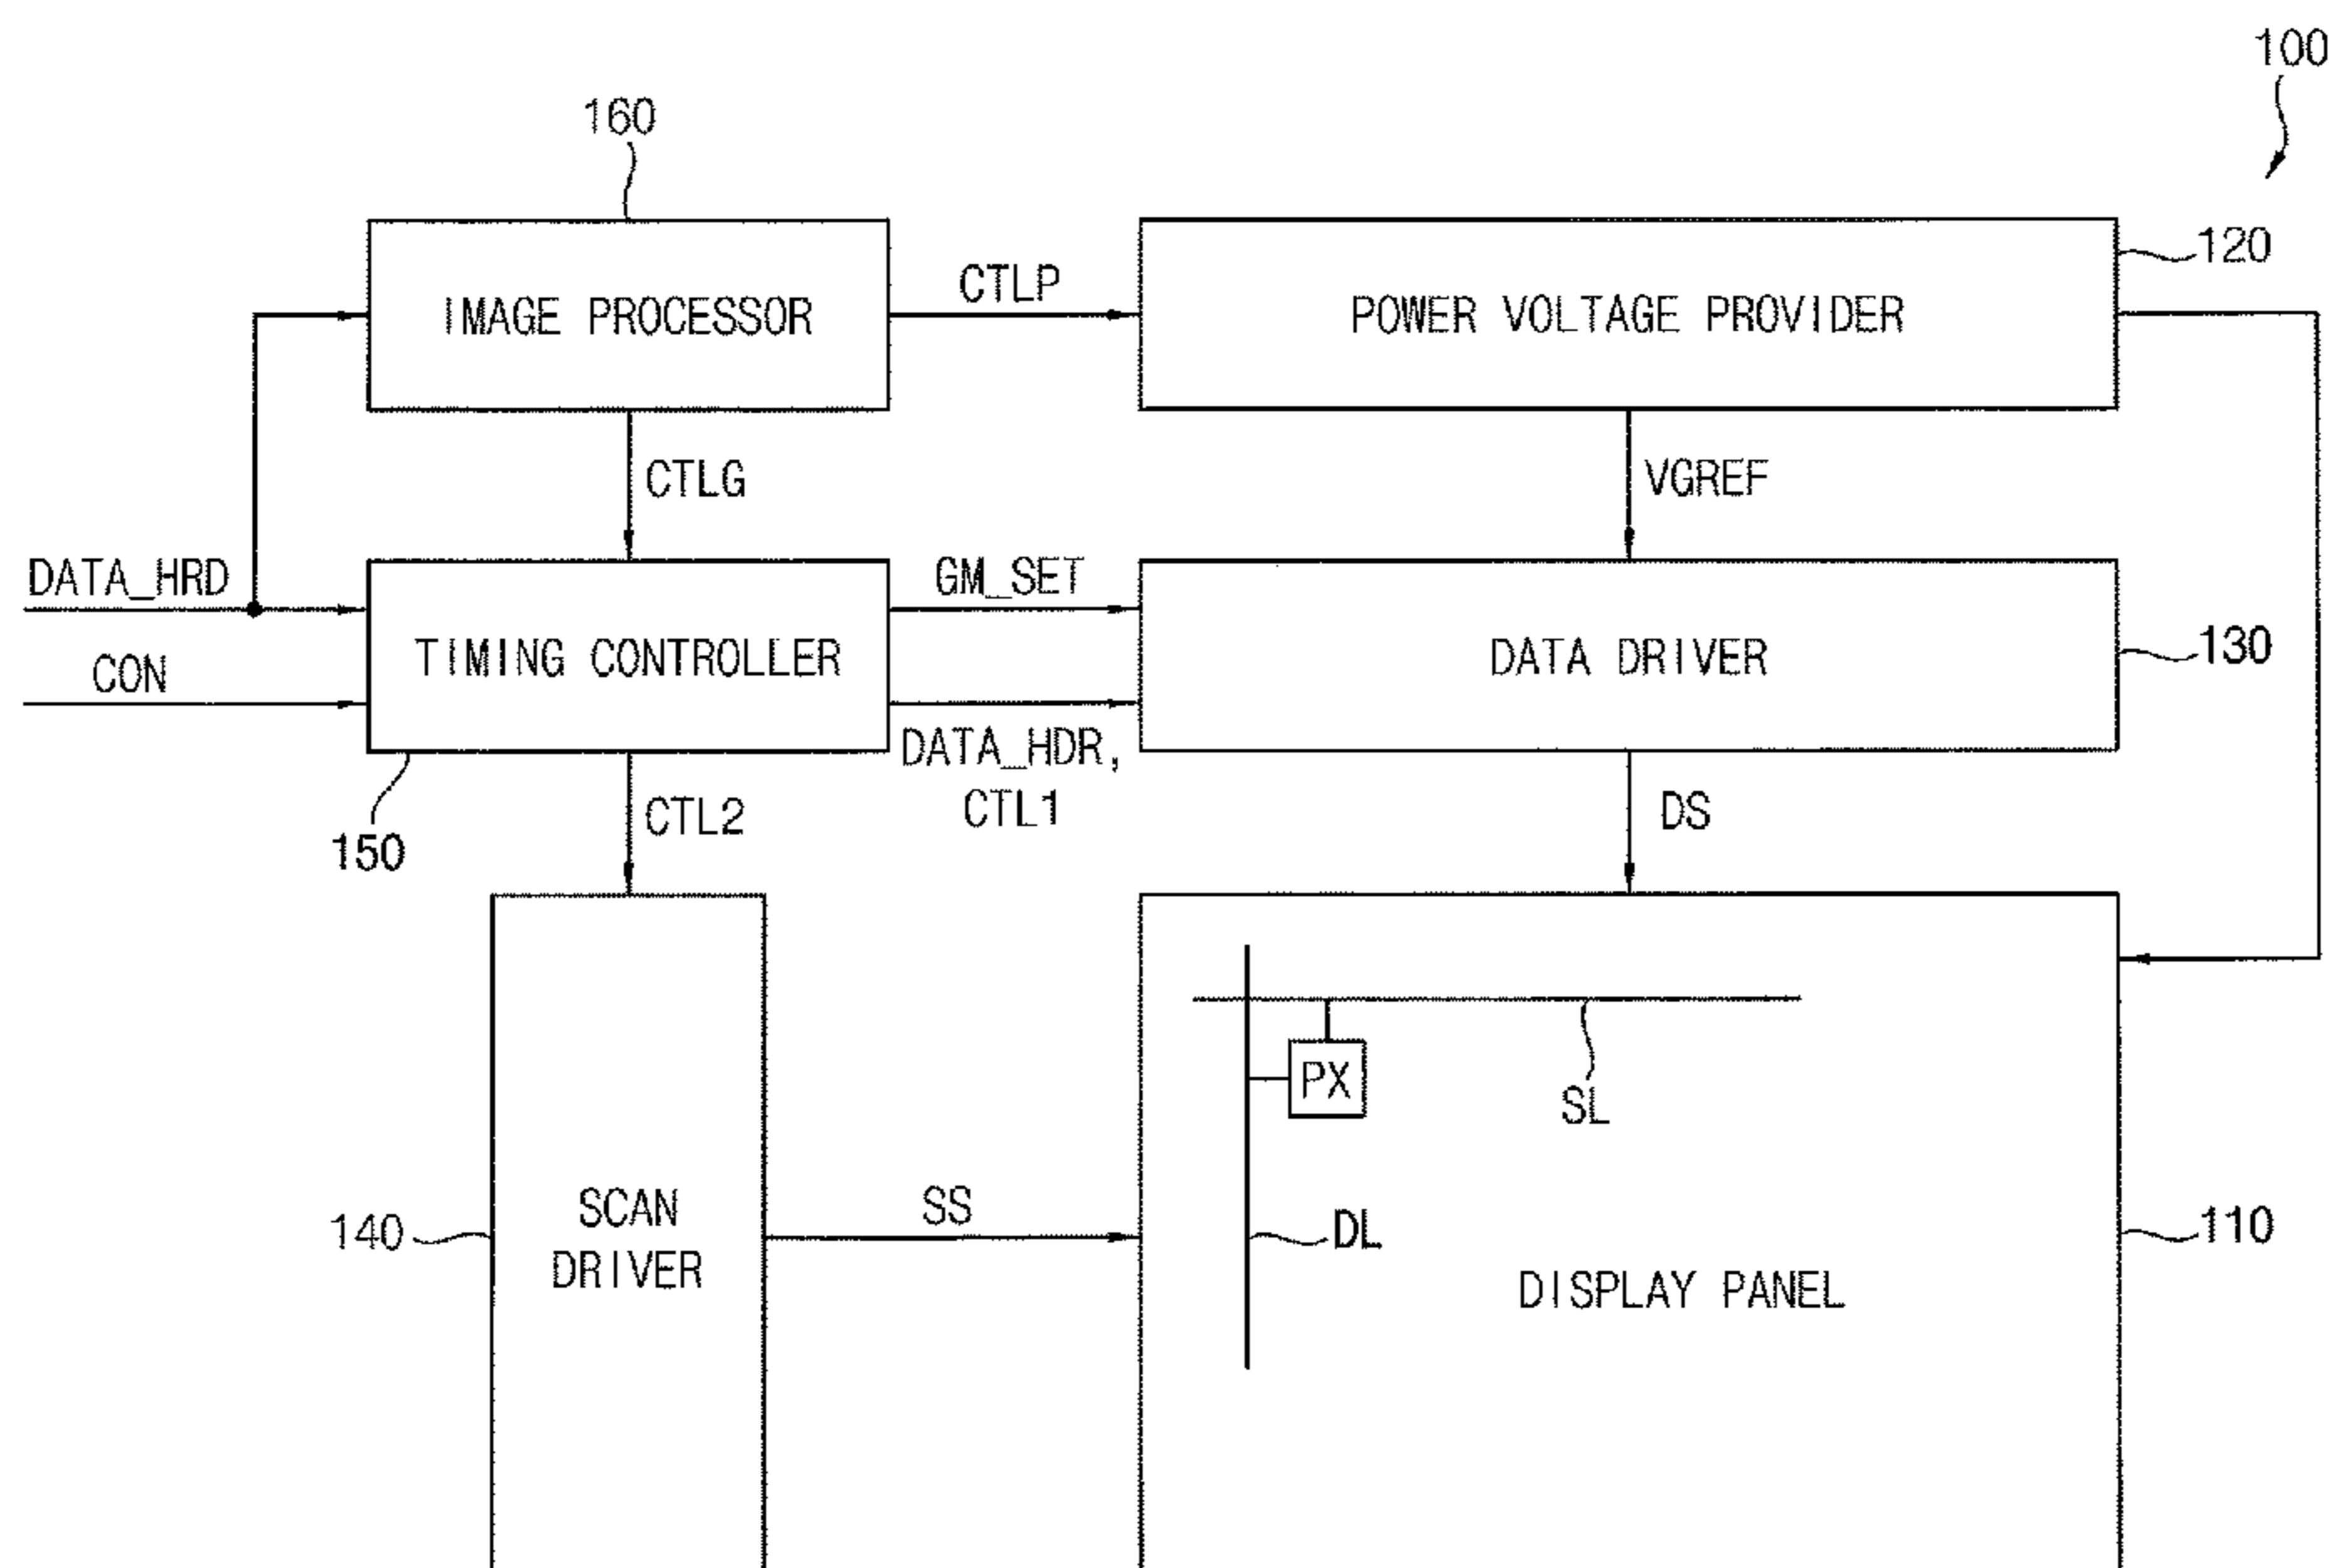 100
160
IMAGE PROCESSOR
CTLP
POWER VOLTAGE PROVIDER
120
CTLG
VGREF
DATA_HRD
CON
TIMING CONTROLLER
150
GM_SET
DATA_HDR,
CTL1
DATA DRIVER
130
CTL2
DS
140
SCAN
DRIVER
SS
PX
SL
DL
DISPLAY PANEL
110